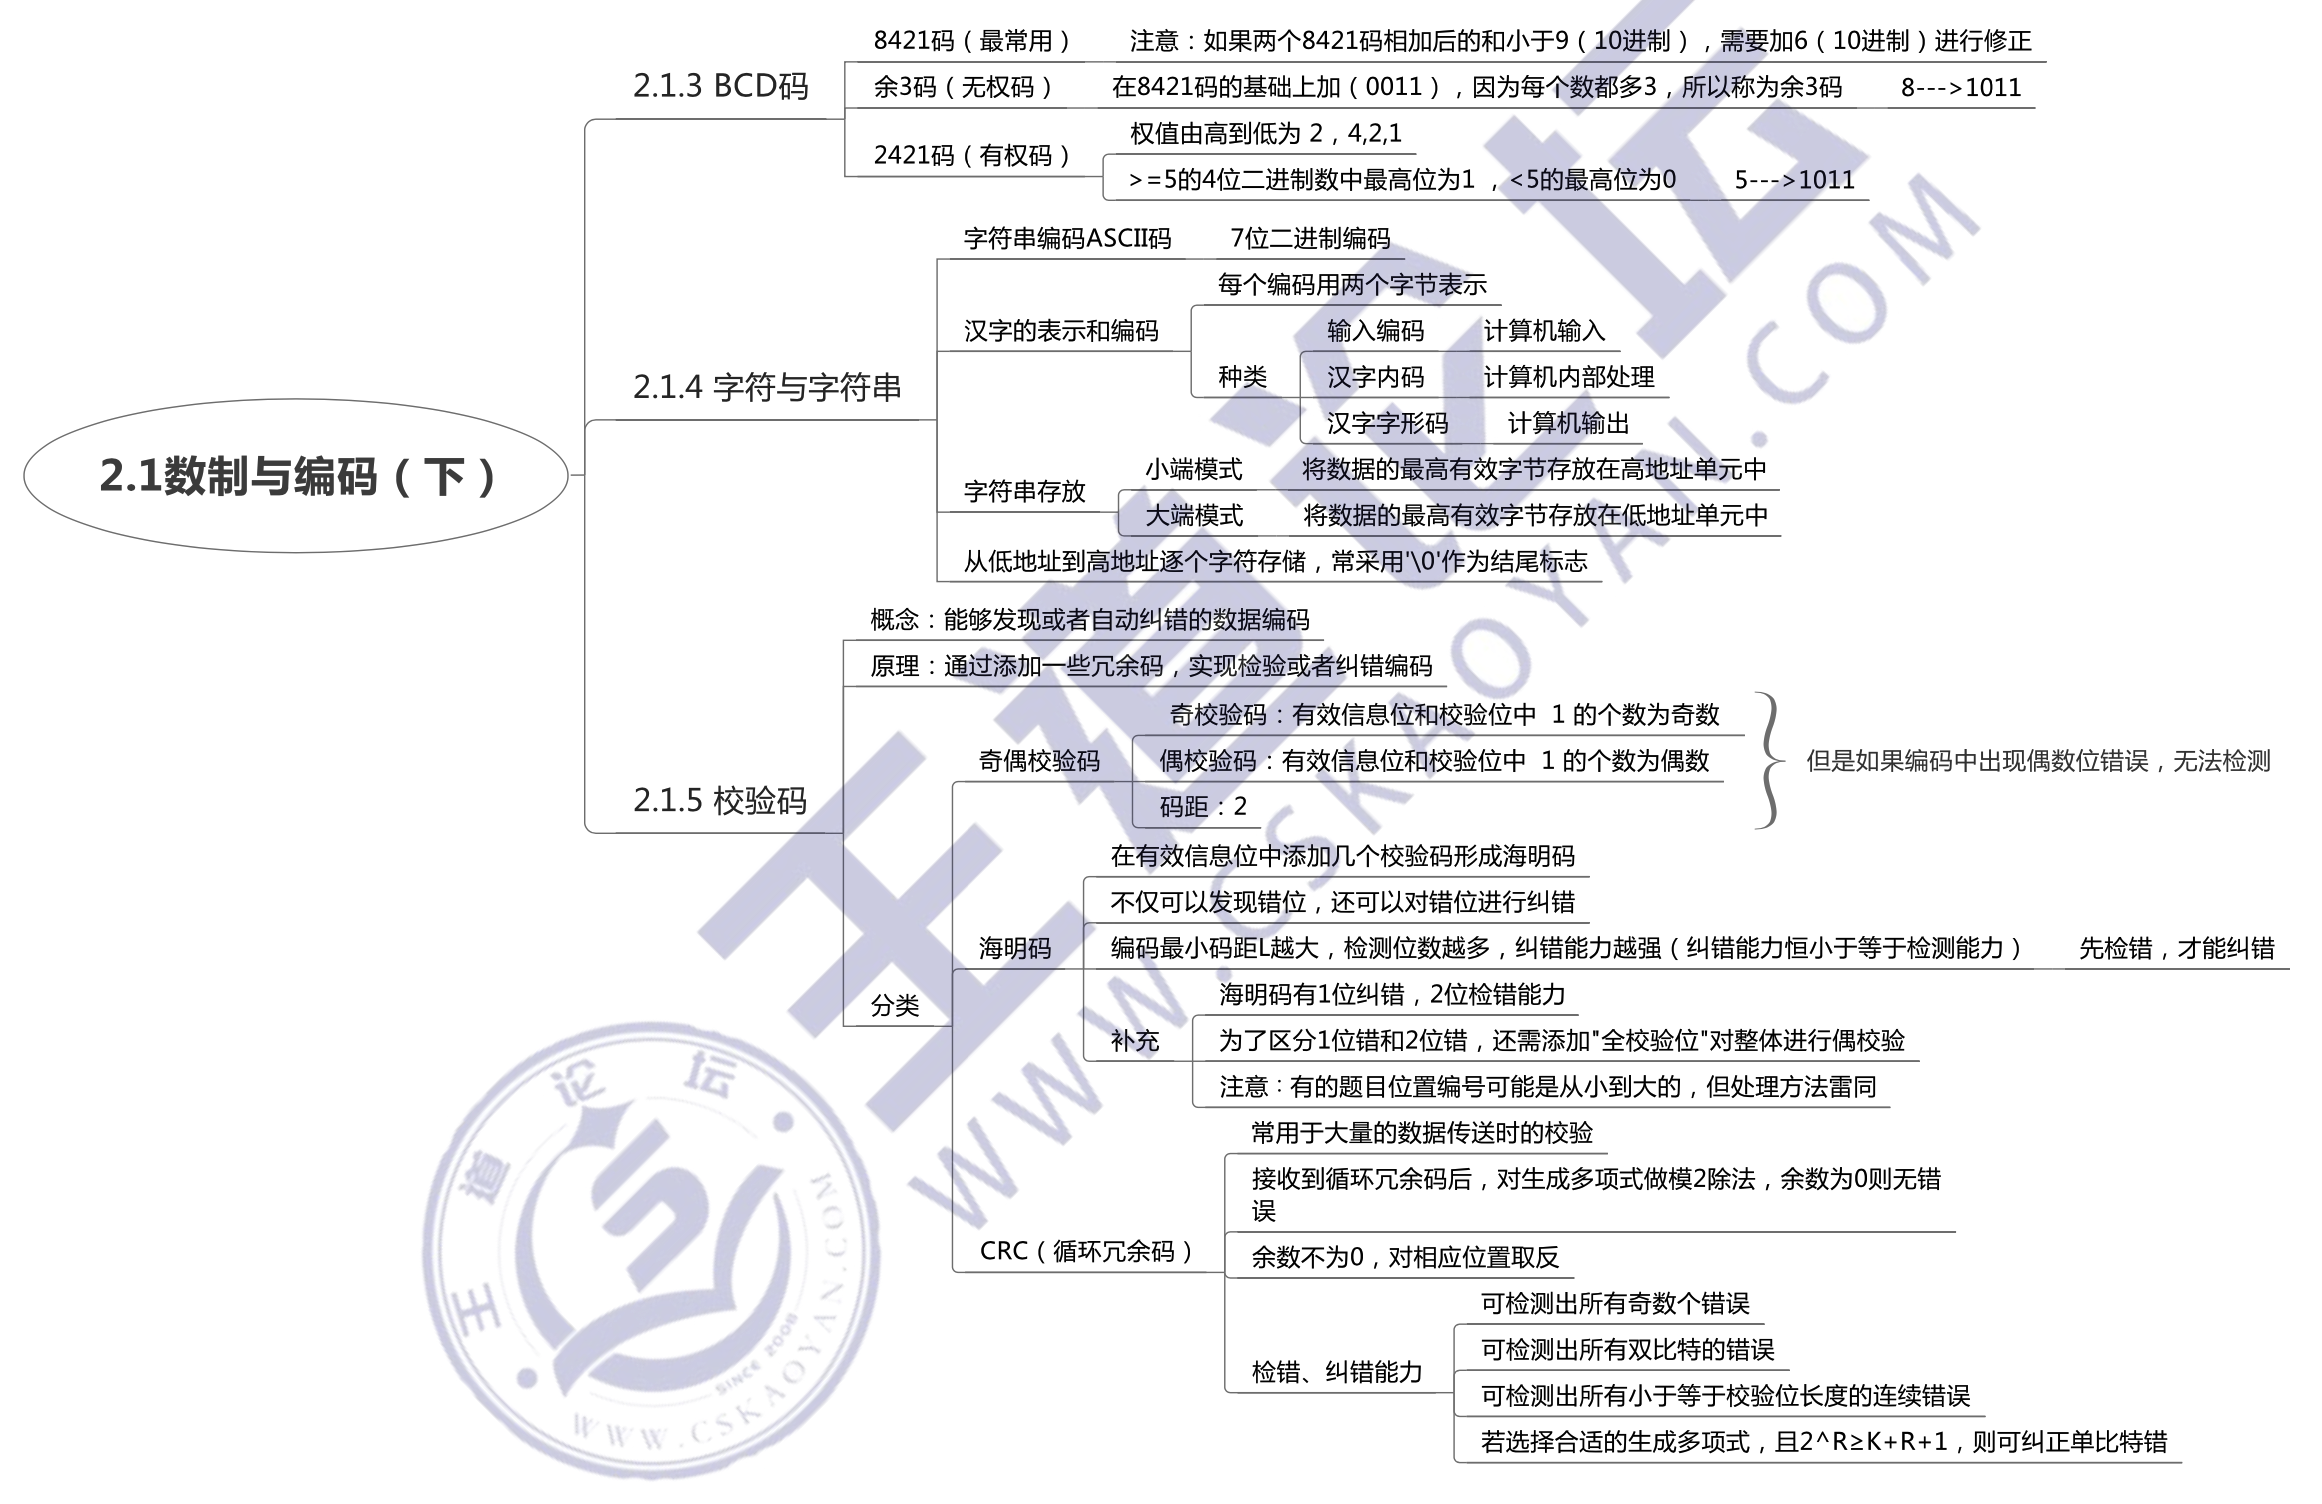 2.1数制与编码（下）
2.1.3 BCD码
8421码（最常用）
注意：如果两个8421码相加后的和小于9（10进制），需要加6（10进制）进行修正
余3码（无权码）
在8421码的基础上加（0011），因为每个数都多3，所以称为余3码
8--->1011
2421码（有权码）
权值由高到低为 2，4,2,1
>=5的4位二进制数中最高位为1 ，<5的最高位为0
5--->1011
2.1.4 字符与字符串
字符串编码ASCII码
7位二进制编码
汉字的表示和编码
每个编码用两个字节表示
种类
输入编码
计算机输入
汉字内码
计算机内部处理
汉字字形码
计算机输出
字符串存放
小端模式
将数据的最高有效字节存放在高地址单元中
大端模式
将数据的最高有效字节存放在低地址单元中
从低地址到高地址逐个字符存储，常采用'\0'作为结尾标志
2.1.5 校验码
概念：能够发现或者自动纠错的数据编码
原理：通过添加一些冗余码，实现检验或者纠错编码
分类
奇偶校验码
奇校验码：有效信息位和校验位中 1 的个数为奇数
偶校验码：有效信息位和校验位中 1 的个数为偶数
码距：2
但是如果编码中出现偶数位错误，无法检测
海明码
在有效信息位中添加几个校验码形成海明码
不仅可以发现错位，还可以对错位进行纠错
编码最小码距L越大，检测位数越多，纠错能力越强（纠错能力恒小于等于检测能力）
先检错，才能纠错
补充
海明码有1位纠错，2位检错能力
为了区分1位错和2位错，还需添加"全校验位"对整体进行偶校验
注意：有的题目位置编号可能是从小到大的，但处理方法雷同
CRC（循环冗余码）
常用于大量的数据传送时的校验
接收到循环冗余码后，对生成多项式做模2除法，余数为0则无错
误
余数不为0，对相应位置取反
检错、纠错能力
可检测出所有奇数个错误
可检测出所有双比特的错误
可检测出所有小于等于校验位长度的连续错误
若选择合适的生成多项式，且2^R≥K+R+1，则可纠正单比特错
王道论坛
WWW.CSKAOYAN.COM
王道论坛
WWW.CSKAOYAN.COM
SINCE 2008